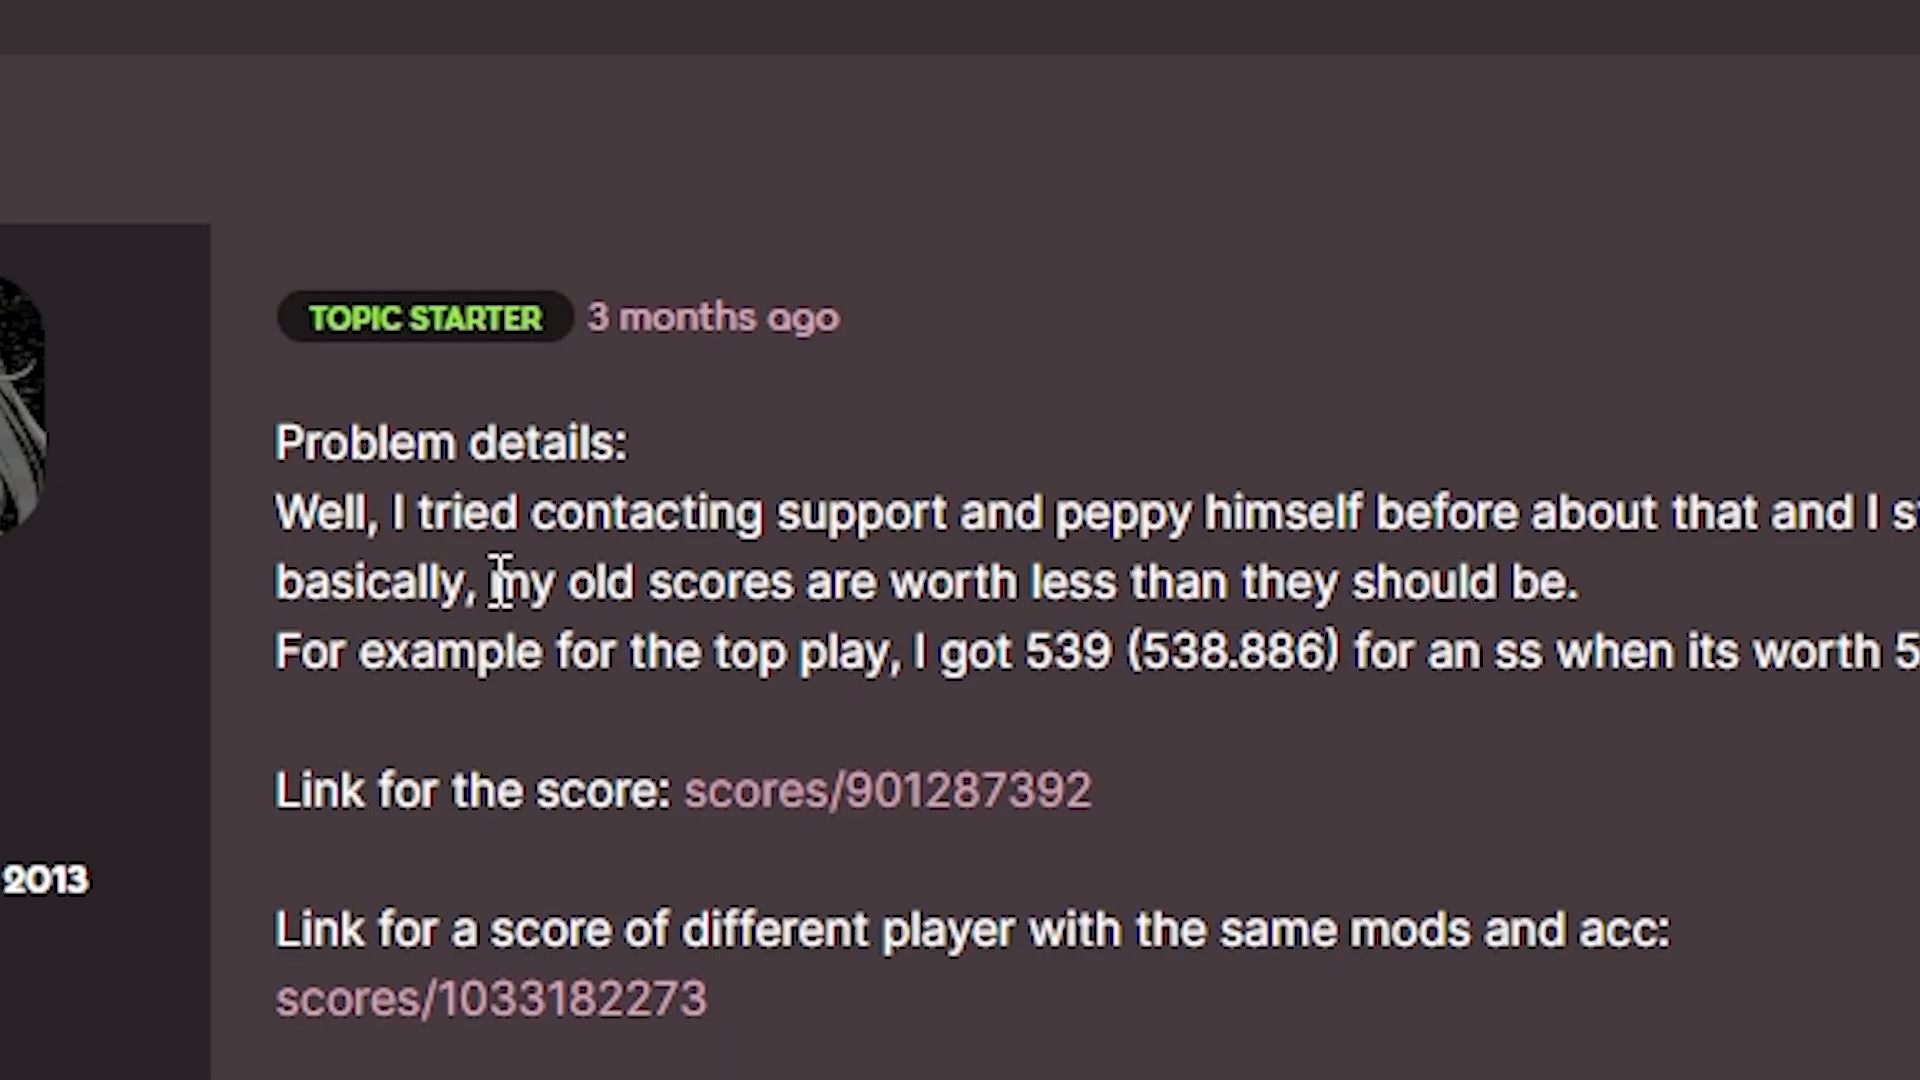 TOPIC STARTER 3 months ago
Problem details:
Well, I tried contacting support and peppy himself before about that and I
basically, my old scores are worth less than they should be.
For example for the top play, I got 539 (538.886) for an ss when its worth
Link for the score: scores/901287392
2013
Link for a score of different player with the same mods and acc:
scores/1033182273